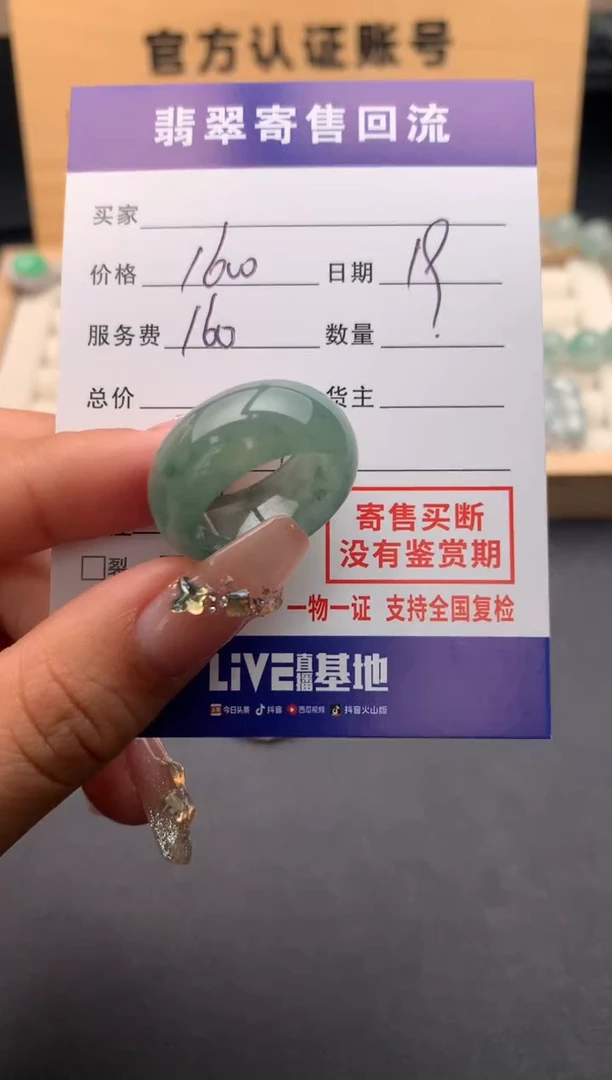 官方认证账号
翡翠寄售回流
买家
价格 1600 日期 18
服务费 160 数量
总价 货主
寄售买断
没有鉴赏期
裂
一物一证 支持全国复检
LiVE直播基地
今日头条 抖音 西瓜视频 抖音火山版